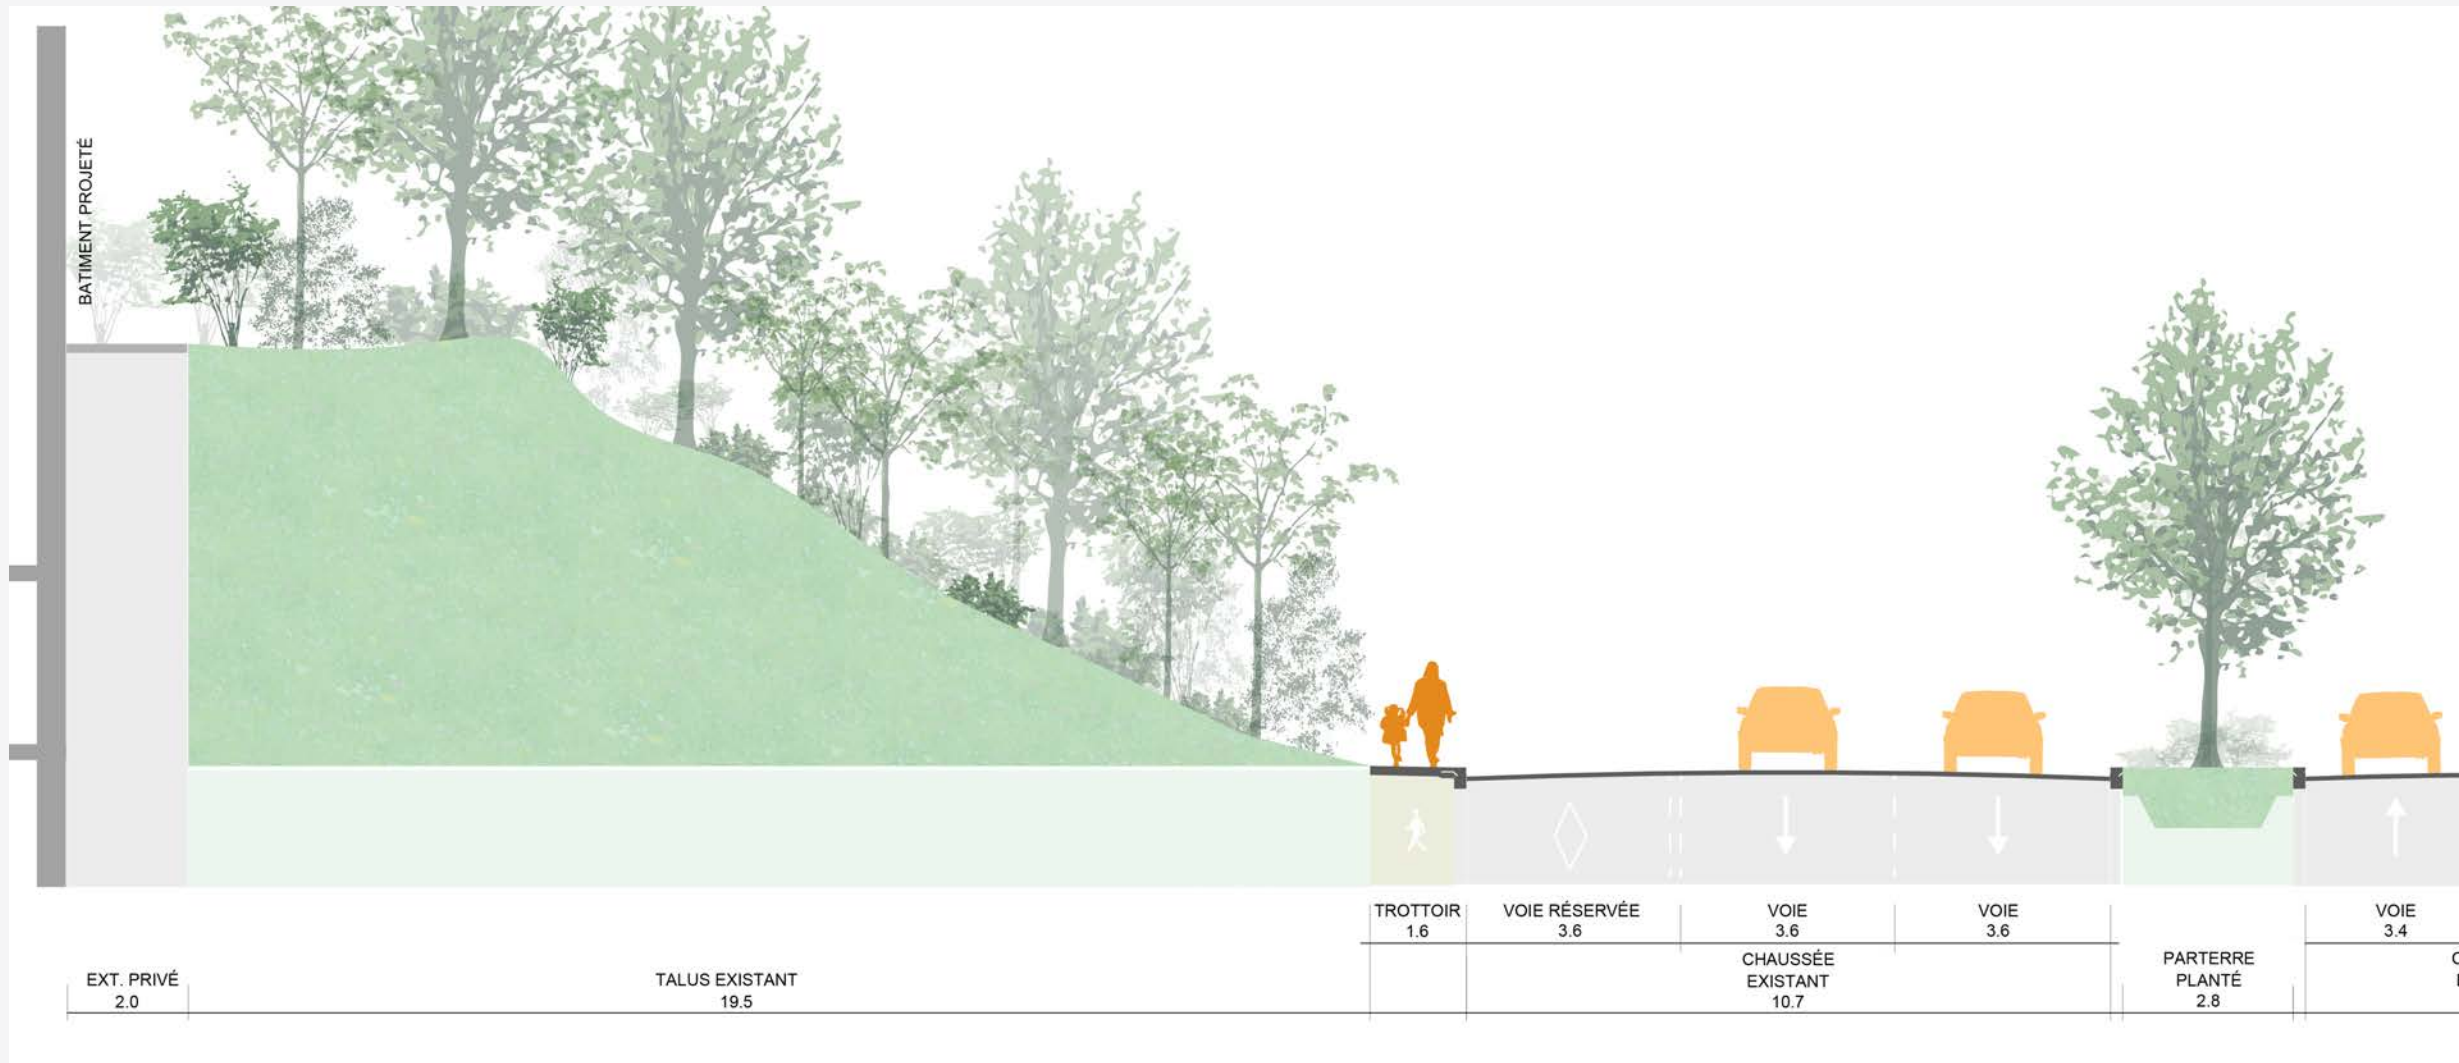 BATIMENT PROJETÉ
TROTTOIR
1.6
VOIE RÉSERVÉE
3.6
VOIE
3.6
VOIE
3.6
VOIE
3.4
CHAUSSÉE
EXISTANT
10.7
PARTERRE
PLANTÉ
2.8
EXT. PRIVÉ
2.0
TALUS EXISTANT
19.5